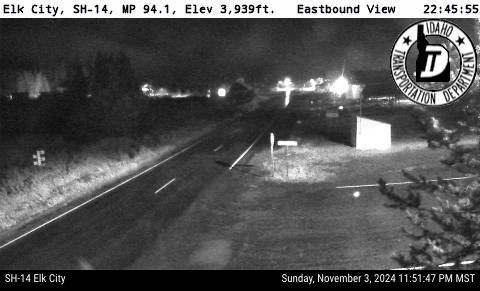 Elk City, SH-14, MP 94.1, Elev 3,939ft. Eastbound View 22:45:55
IDAHO
TRANSPORTATION DEPARTMENT
SH-14 Elk City Sunday, November 3, 2024 11:51:47 PM MST